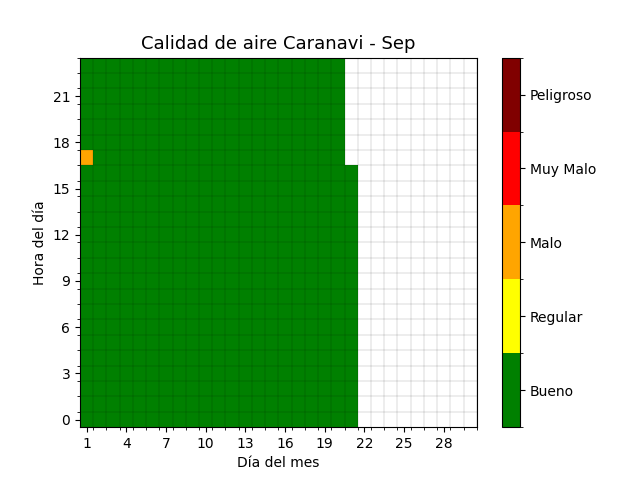 Calidad de aire Caranavi - Sep
Hora del día
21
18
15
12
9
6
3
0
1 4 7 10 13 16 19 22 25 28
Día del mes
Peligroso
Muy Malo
Malo
Regular
Bueno